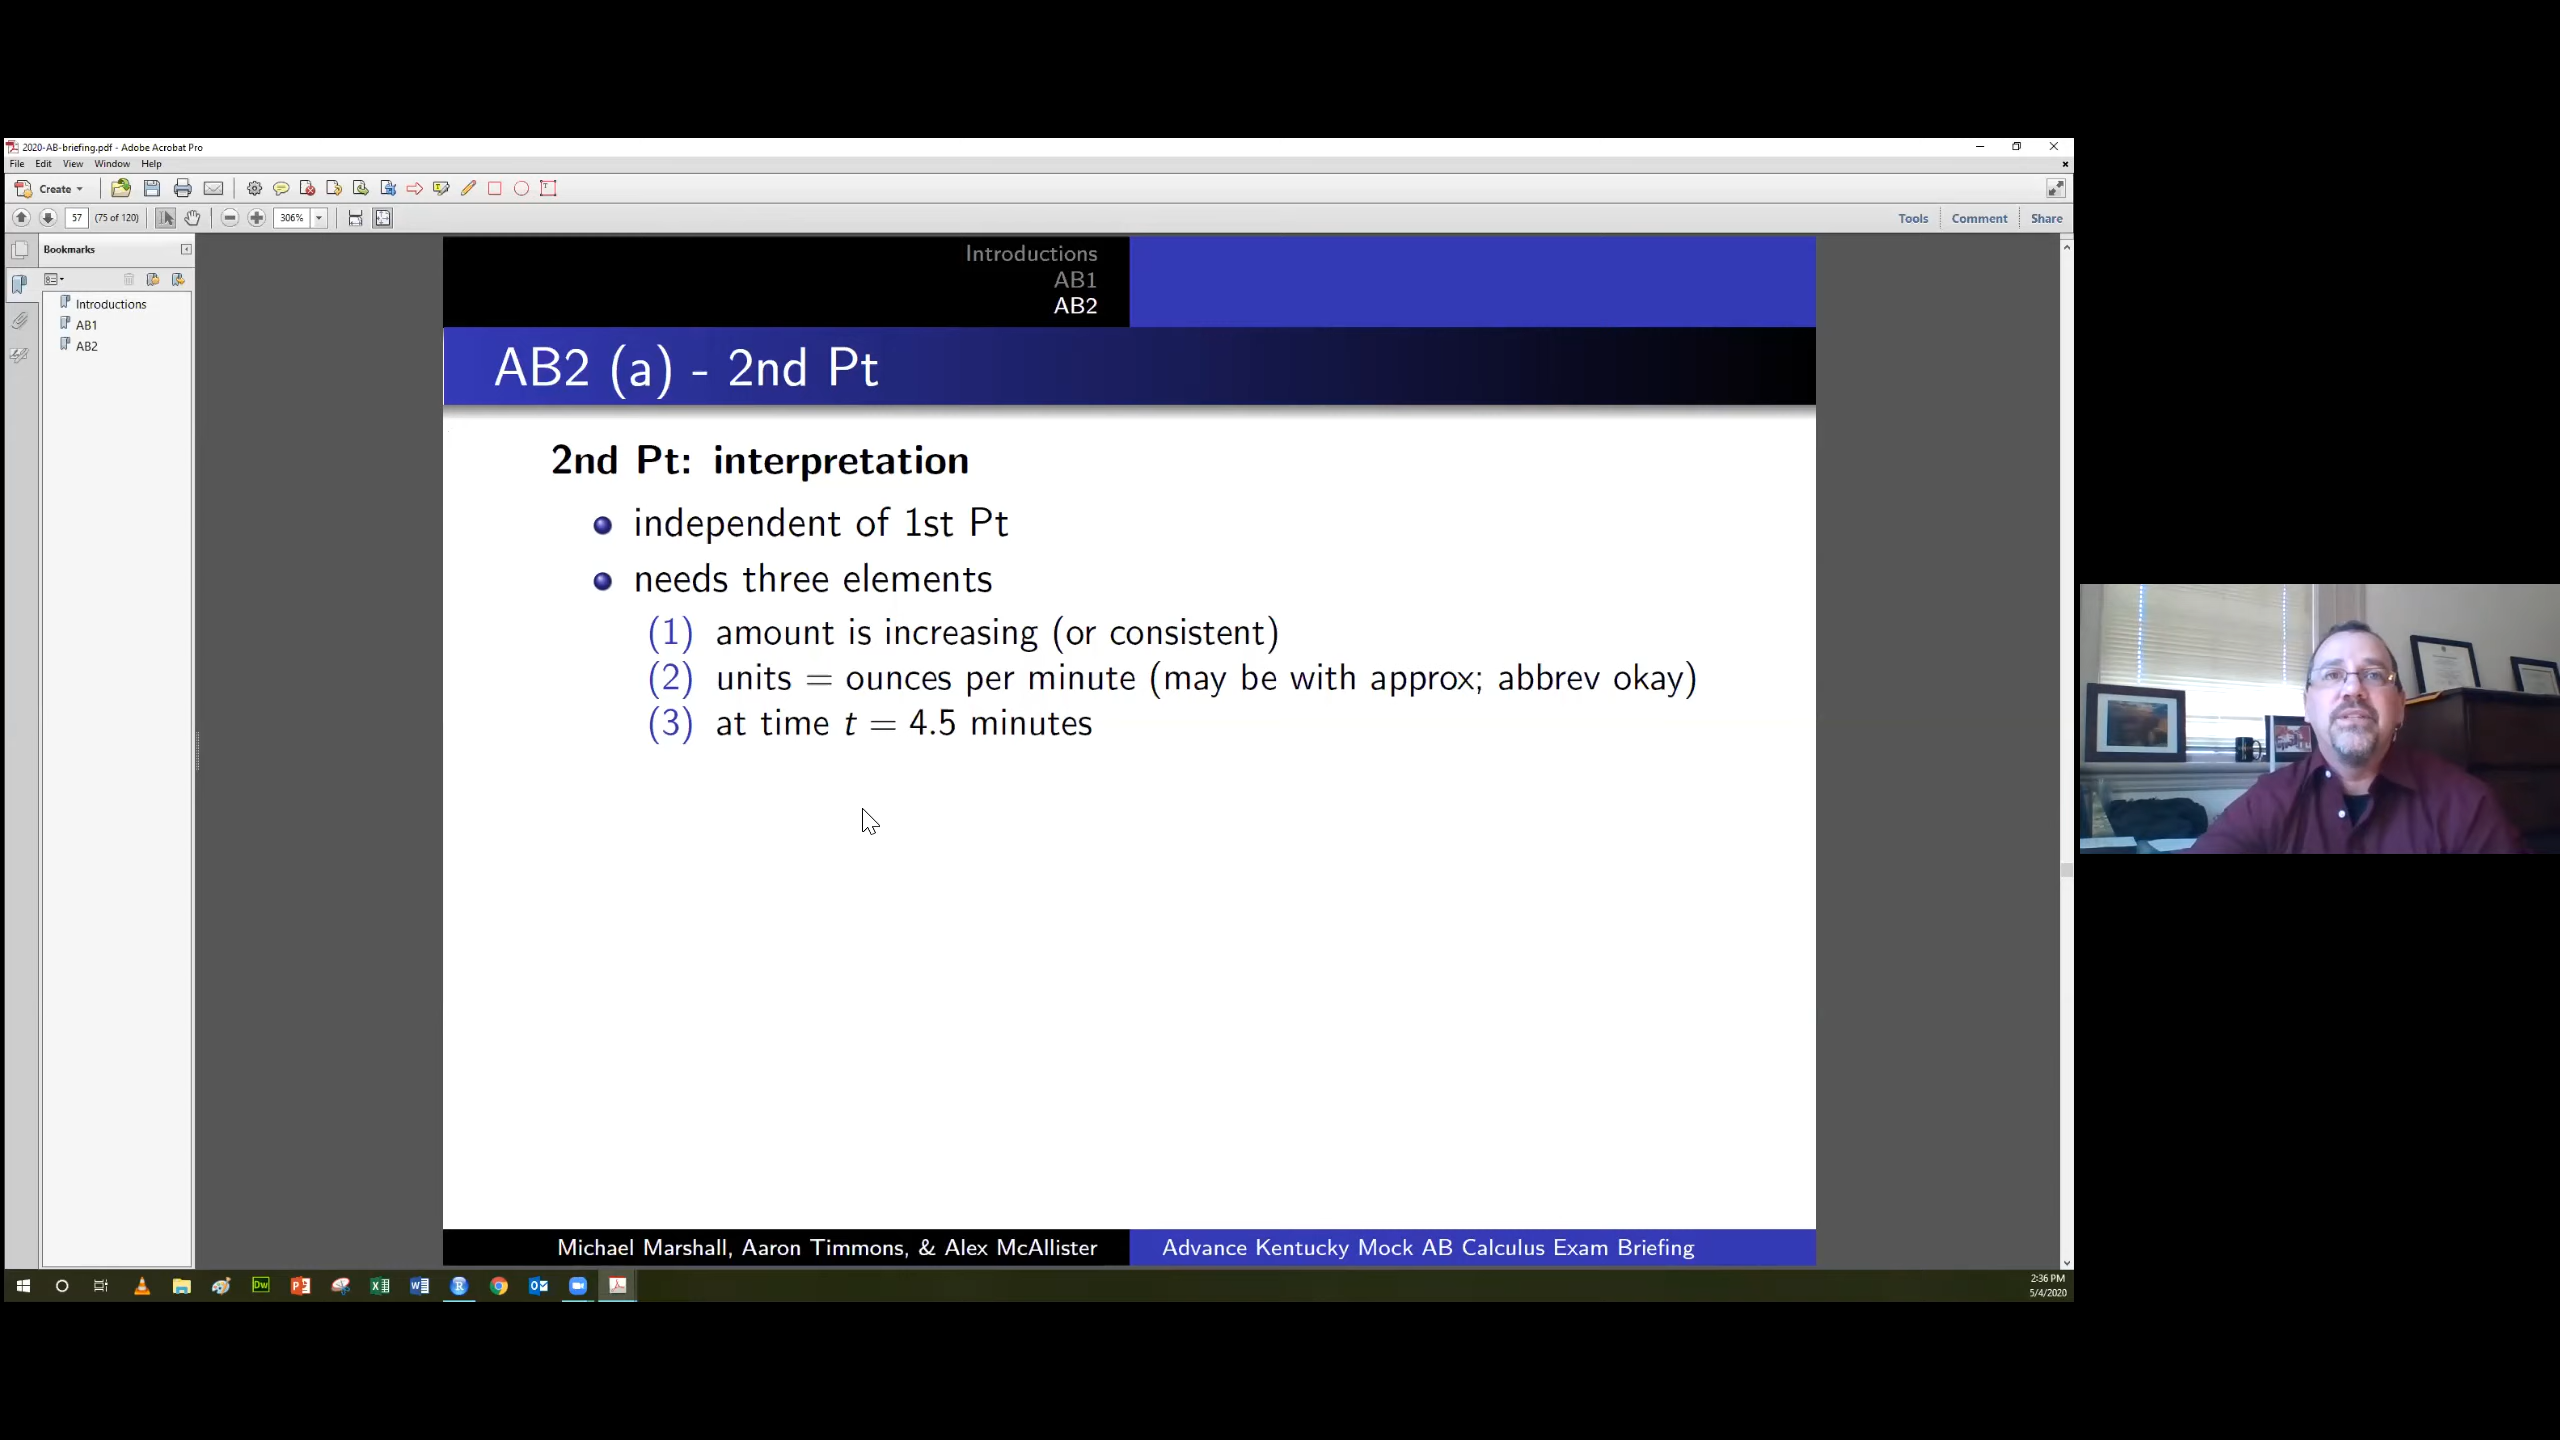 2020-AB-briefing.pdf - Adobe Acrobat Pro
File Edit View Window Help
Create
57 (75 of 120) 306% Tools Comment Share
Bookmarks
Introductions
AB1
AB2
Introductions
AB1
AB2
AB2 (a) - 2nd Pt
2nd Pt: interpretation
independent of 1st Pt
needs three elements
(1) amount is increasing (or consistent)
(2) units = ounces per minute (may be with approx; abbrev okay)
(3) at time t = 4.5 minutes
Michael Marshall, Aaron Timmons, & Alex McAllister
Advance Kentucky Mock AB Calculus Exam Briefing
2:36 PM
5/4/2020